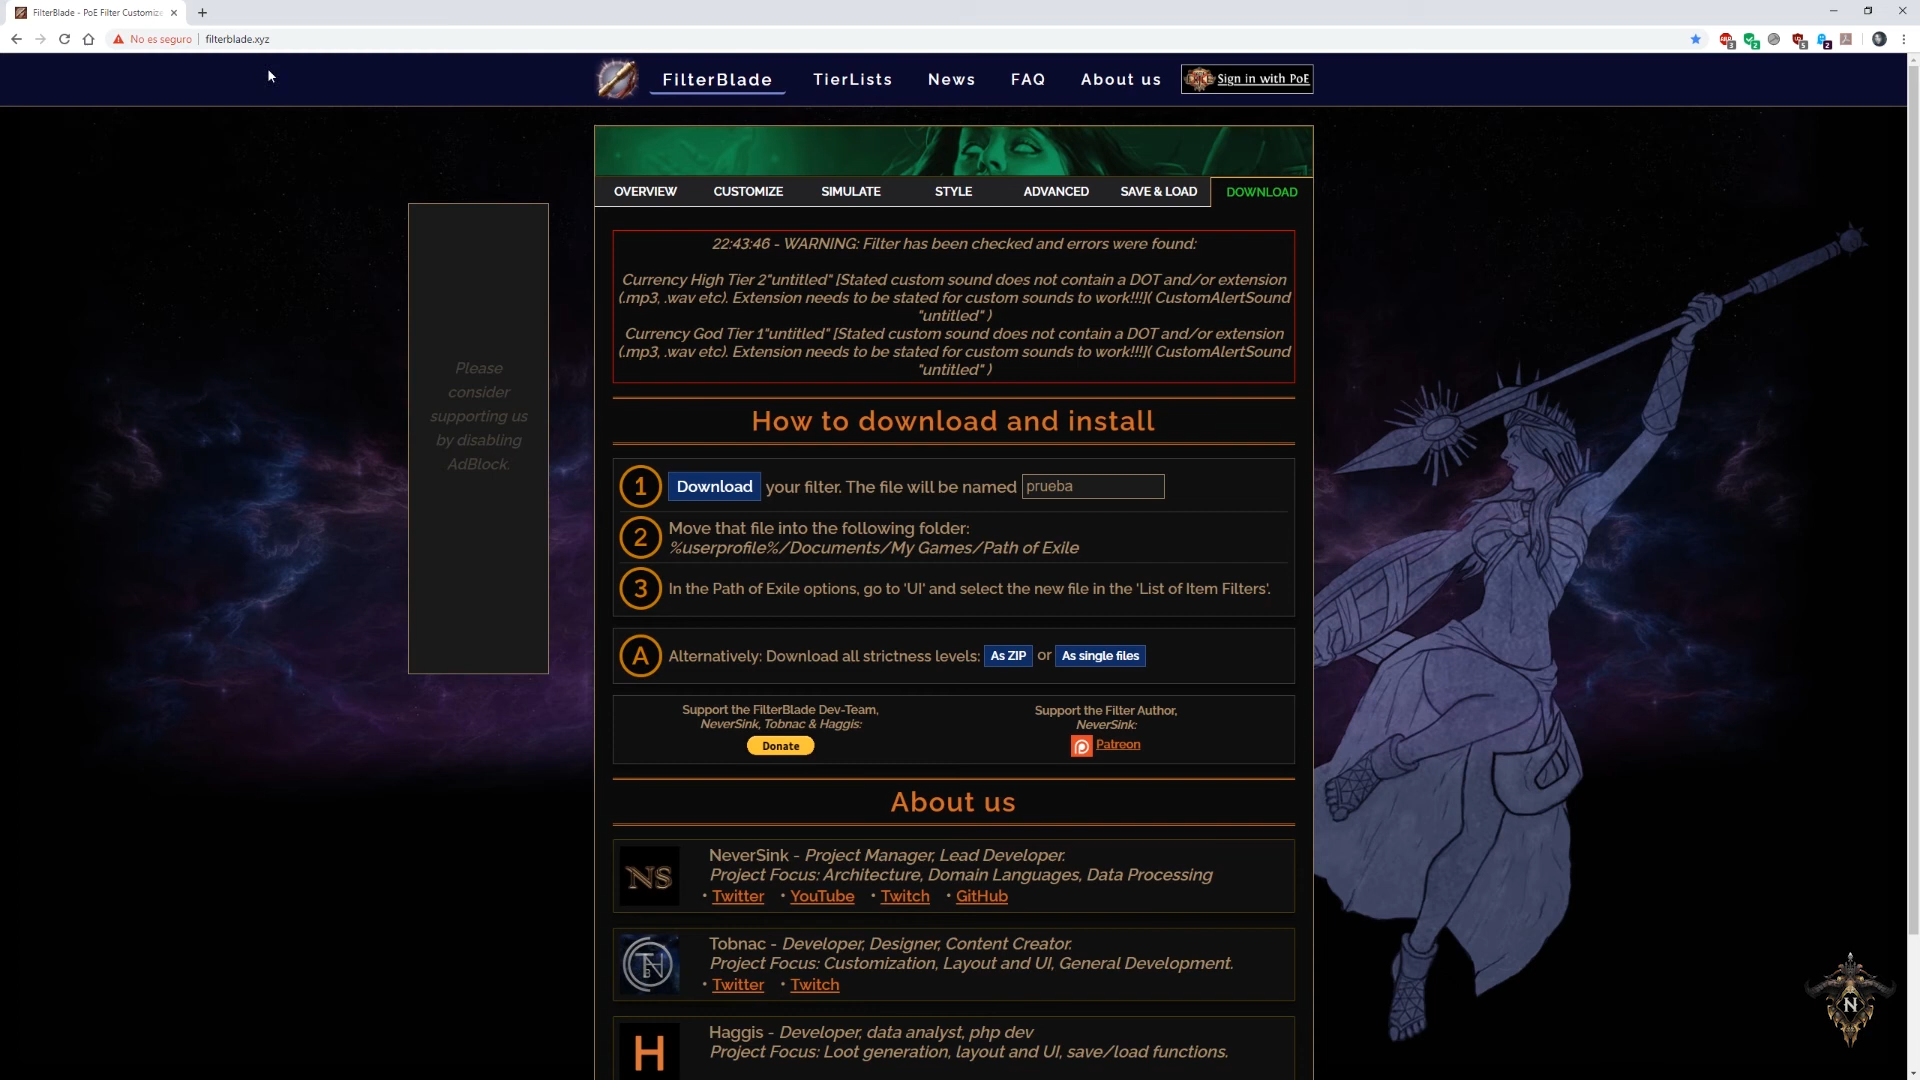 FilterBlade - PoE Filter Customize
No es seguro
filterblade.xyz
FilterBlade
TierLists
News
FAQ
About us
Sign in with PoE
OVERVIEW
CUSTOMIZE
SIMULATE
STYLE
ADVANCED
SAVE & LOAD
DOWNLOAD
Please
consider
supporting us
by disabling
AdBlock.
22:43:46 - WARNING: Filter has been checked and errors were found:
Currency High Tier 2"untitled" [Stated custom sound does not contain a DOT and/or extension
(.mp3, .wav etc). Extension needs to be stated for custom sounds to work!!!]( CustomAlertSound
"untitled" )
Currency God Tier 1"untitled" [Stated custom sound does not contain a DOT and/or extension
(.mp3, .wav etc). Extension needs to be stated for custom sounds to work!!!]( CustomAlertSound
"untitled" )
How to download and install
1 Download your filter. The file will be named prueba
2 Move that file into the following folder:
%userprofile%/Documents/My Games/Path of Exile
3 In the Path of Exile options, go to 'UI' and select the new file in the 'List of Item Filters'.
A Alternatively: Download all strictness levels: As ZIP or As single files
Support the FilterBlade Dev-Team,
NeverSink, Tobnac & Haggis:
Donate
Support the Filter Author,
NeverSink:
Patreon
About us
NS
NeverSink - Project Manager, Lead Developer.
Project Focus: Architecture, Domain Languages, Data Processing
• Twitter • YouTube • Twitch • GitHub
Tobnac - Developer, Designer, Content Creator.
Project Focus: Customization, Layout and UI, General Development.
• Twitter • Twitch
H
Haggis - Developer, data analyst, php dev
Project Focus: Loot generation, layout and UI, save/load functions.
N